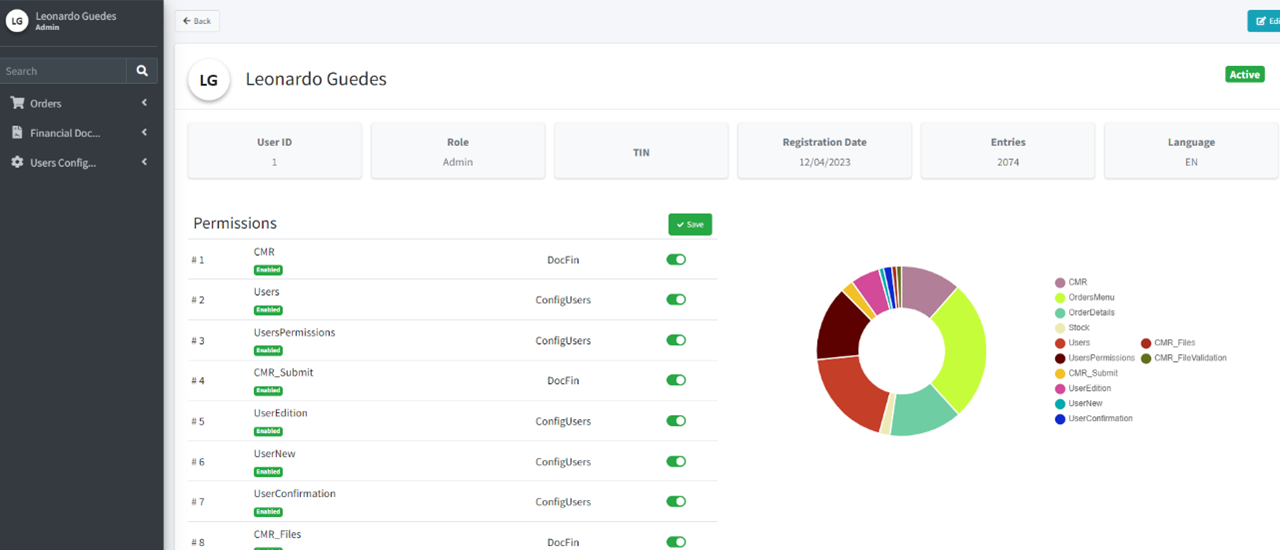 LG
Leonardo Guedes
Admin
Search
Orders
Financial Doc...
Users Config...
Back
LG
Leonardo Guedes
Active
User ID
1
Role
Admin
TIN
Registration Date
12/04/2023
Entries
2074
Language
EN
Permissions
Save
# 1 CMR DocFin
Enabled
# 2 Users ConfigUsers
Enabled
# 3 UsersPermissions ConfigUsers
Enabled
# 4 CMR_Submit DocFin
Enabled
# 5 UserEdition ConfigUsers
Enabled
# 6 UserNew ConfigUsers
Enabled
# 7 UserConfirmation ConfigUsers
Enabled
# 8 CMR_Files DocFin
CMR
OrdersMenu
OrderDetails
Stock
Users
UsersPermissions
CMR_Submit
UserEdition
UserNew
UserConfirmation
CMR_Files
CMR_FileValidation